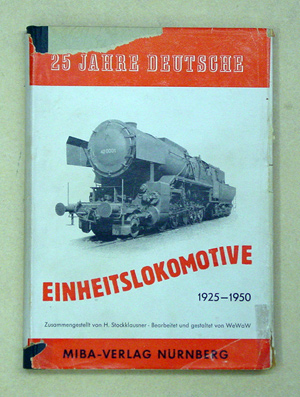 25 JAHRE DEUTSCHE
EINHEITSLOKOMOTIVE
1925-1950
Zusammengestellt von H. Stockklausner · Bearbeitet und gestaltet von WeWaW
MIBA-VERLAG NÜRNBERG